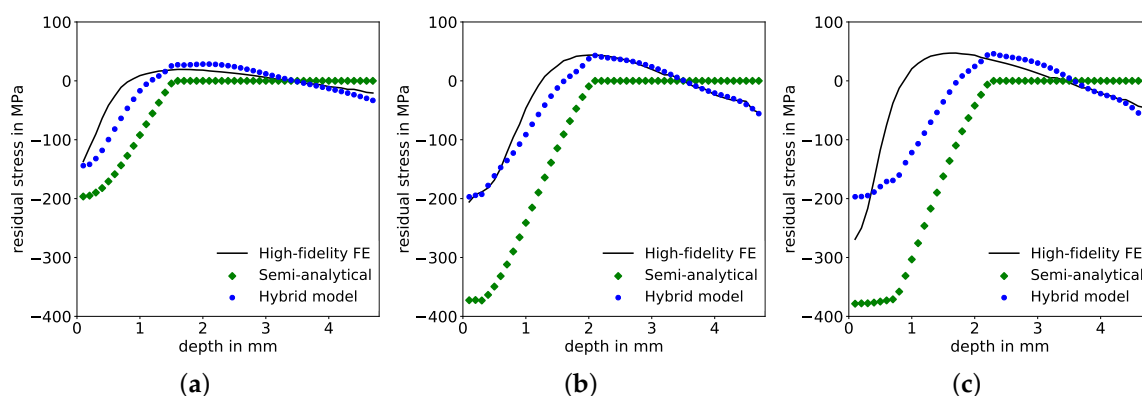 100
0
−100
−200
−300
−400
residual stress in MPa
0 1 2 3 4
depth in mm
High-fidelity FE
Semi-analytical
Hybrid model
(a)
100
0
−100
−200
−300
−400
residual stress in MPa
0 1 2 3 4
depth in mm
High-fidelity FE
Semi-analytical
Hybrid model
(b)
100
0
−100
−200
−300
−400
residual stress in MPa
0 1 2 3 4
depth in mm
High-fidelity FE
Semi-analytical
Hybrid model
(c)